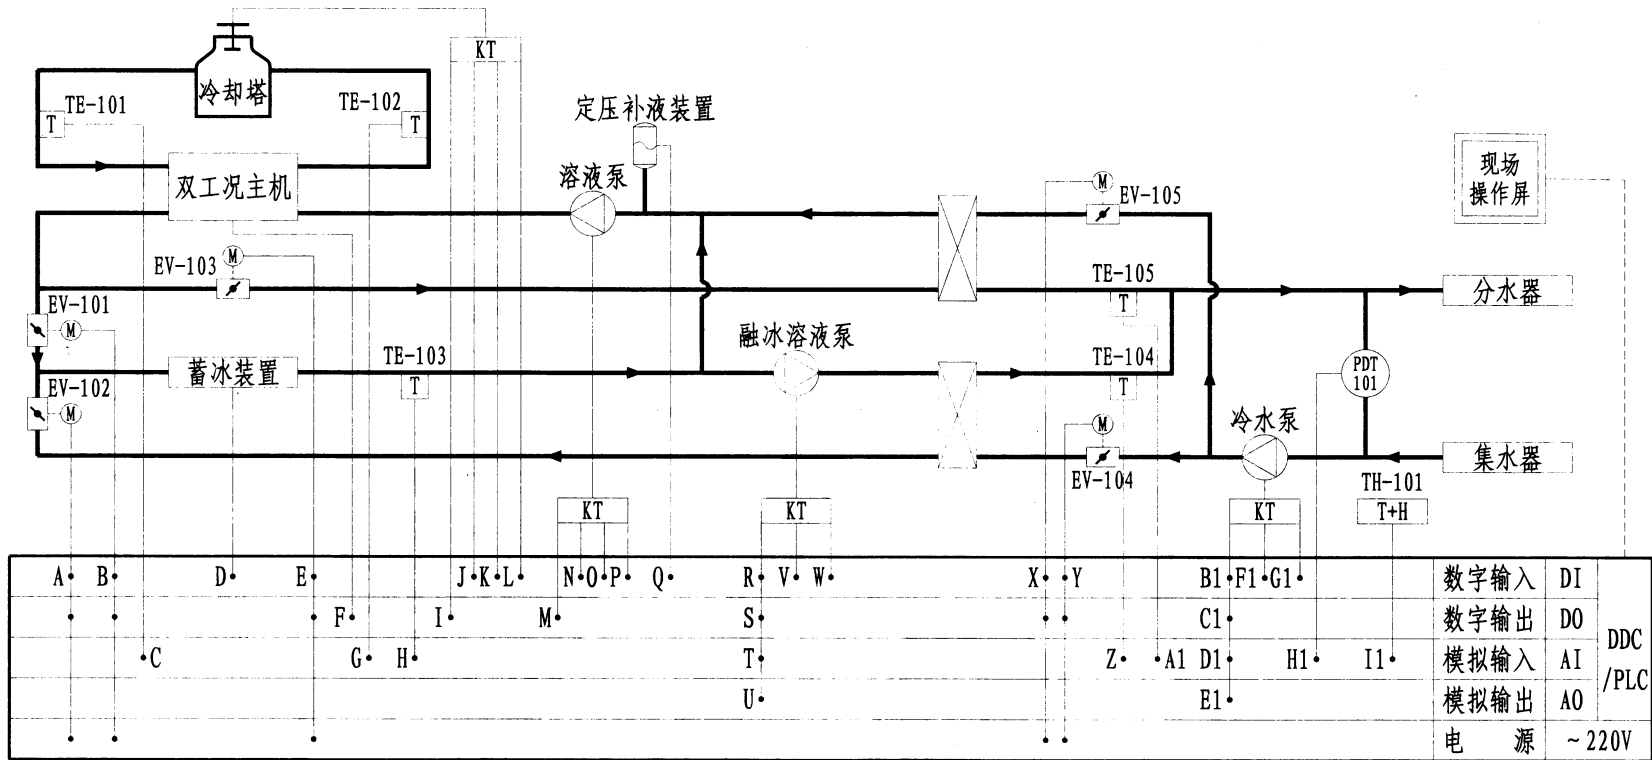 KT
冷却塔
TE-101
TE-102
T
T
定压补液装置
双工况主机
溶液泵
现场
操作屏
M
EV-105
EV-103
M
TE-105
T
分水器
EV-101
M
融冰溶液泵
蓄冰装置
TE-103
T
TE-104
T
PDT
101
EV-102
M
冷水泵
M
EV-104
集水器
TH-101
T+H
KT
KT
KT
A B D E J K L N O P Q R V W X Y B1 F1 G1 数字输入 DI
F I M S C1 数字输出 DO
C G H T Z A1 D1 H1 I1 模拟输入 AI
DDC
/PLC
U E1 模拟输出 AO
电 源 ~220V